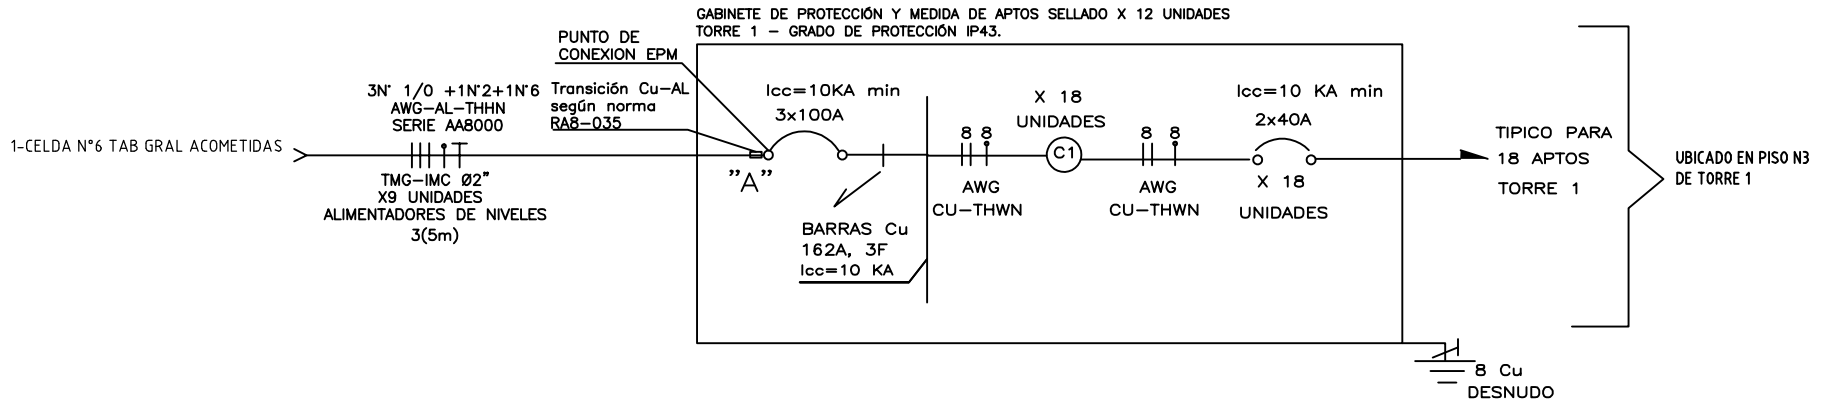 GABINETE DE PROTECCIÓN Y MEDIDA DE APTOS SELLADO X 12 UNIDADES
TORRE 1 – GRADO DE PROTECCIÓN IP43.
PUNTO DE
CONEXION EPM
3N° 1/0 +1N°2+1N°6
AWG–AL–THHN
SERIE AA8000
Transición Cu–AL
según norma
RA8–035
1-CELDA N°6 TAB GRAL ACOMETIDAS
TMG–IMC Ø2"
X9 UNIDADES
ALIMENTADORES DE NIVELES
3(5m)
"A"
Icc=10KA min
3x100A
BARRAS Cu
162A, 3F
Icc=10 KA
8 8
AWG
CU–THWN
X 18
UNIDADES
C1
8 8
AWG
CU–THWN
Icc=10 KA min
2x40A
X 18
UNIDADES
TIPICO PARA
18 APTOS
TORRE 1
UBICADO EN PISO N3
DE TORRE 1
8 Cu
DESNUDO